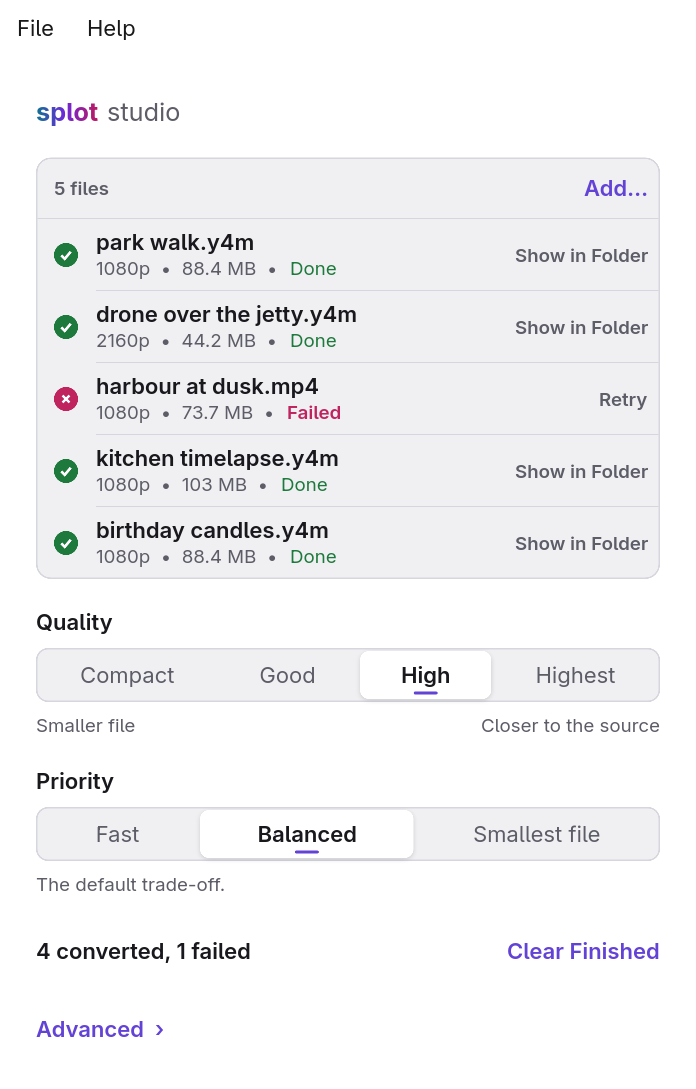 File Help
splot studio
5 files Add...
park walk.y4m
1080p • 88.4 MB • Done
Show in Folder
drone over the jetty.y4m
2160p • 44.2 MB • Done
Show in Folder
harbour at dusk.mp4
1080p • 73.7 MB • Failed
Retry
kitchen timelapse.y4m
1080p • 103 MB • Done
Show in Folder
birthday candles.y4m
1080p • 88.4 MB • Done
Show in Folder
Quality
Compact Good High Highest
Smaller file Closer to the source
Priority
Fast Balanced Smallest file
The default trade-off.
4 converted, 1 failed Clear Finished
Advanced ›